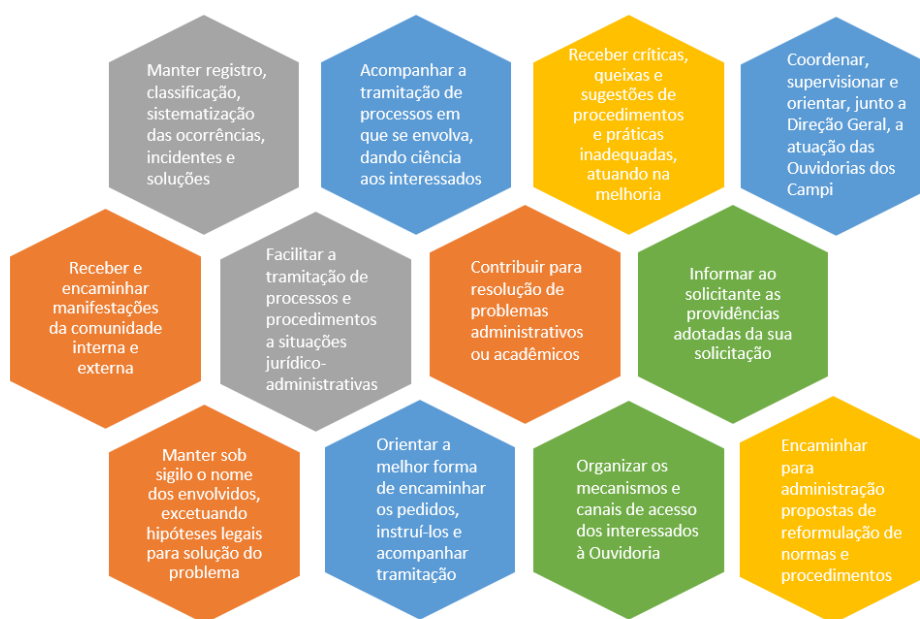 Manter registro,
classificação,
sistematização
das ocorrências,
incidentes e
soluções
Acompanhar a
tramitação de
processos em
que se envolva,
dando ciência
aos interessados
Receber críticas,
queixas e
sugestões de
procedimentos
e práticas
inadequadas,
atuando na
melhoria
Coordenar,
supervisionar e
orientar, junto a
Direção Geral, a
atuação das
Ouvidorias dos
Campi
Receber e
encaminhar
manifestações
da comunidade
interna e
externa
Facilitar a
tramitação de
processos e
procedimentos
a situações
jurídico-
administrativas
Contribuir para
resolução de
problemas
administrativos
ou acadêmicos
Informar ao
solicitante as
providências
adotadas da sua
solicitação
Manter sob
sigilo o nome
dos envolvidos,
excetuando
hipóteses legais
para solução do
problema
Orientar a
melhor forma
de encaminhar
os pedidos,
instruí-los e
acompanhar
tramitação
Organizar os
mecanismos e
canais de acesso
dos interessados
à Ouvidoria
Encaminhar
para
administração
propostas de
reformulação de
normas e
procedimentos